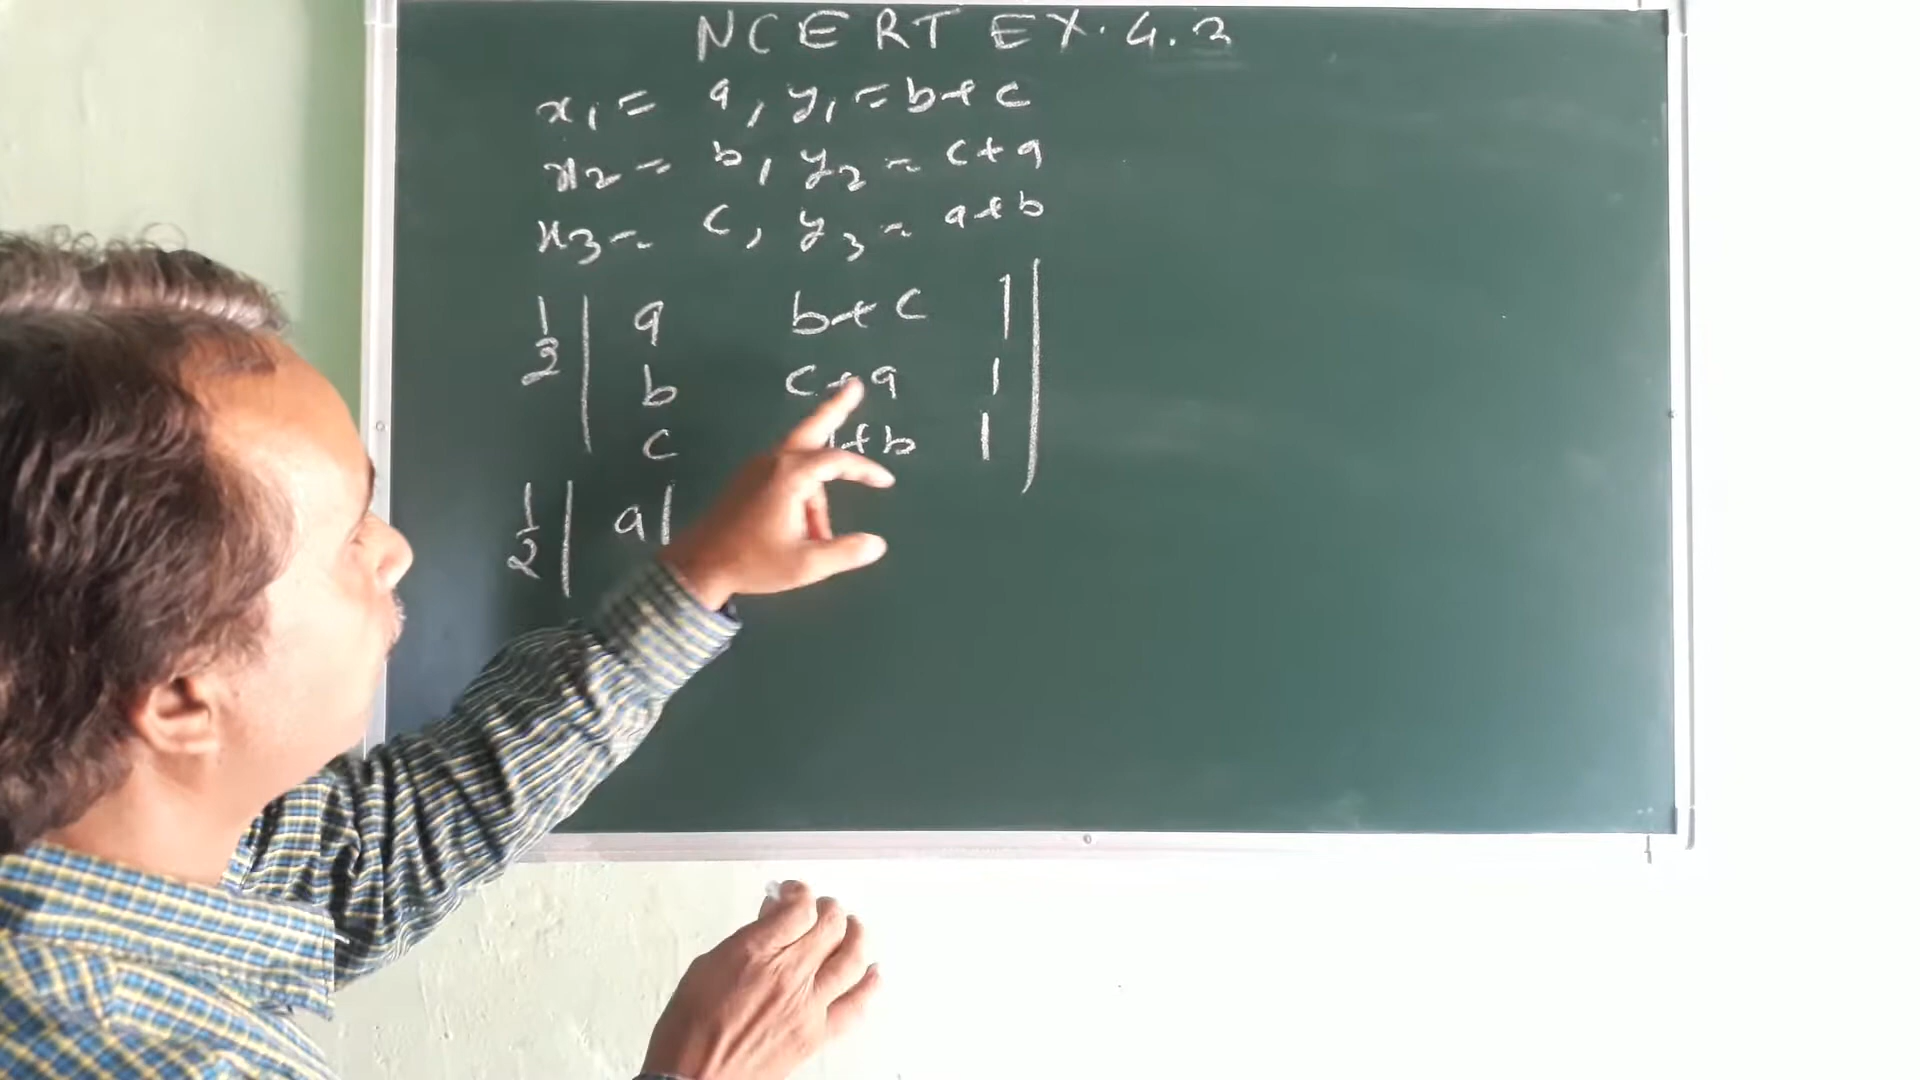 NCERT EX. 4.3
x₁ = a, y₁ = b+c
x₂ = b, y₂ = c+a
x₃ = c, y₃ = a+b
1/2 | a b+c 1 |
b c+a 1
c +b 1
1/2 | a |